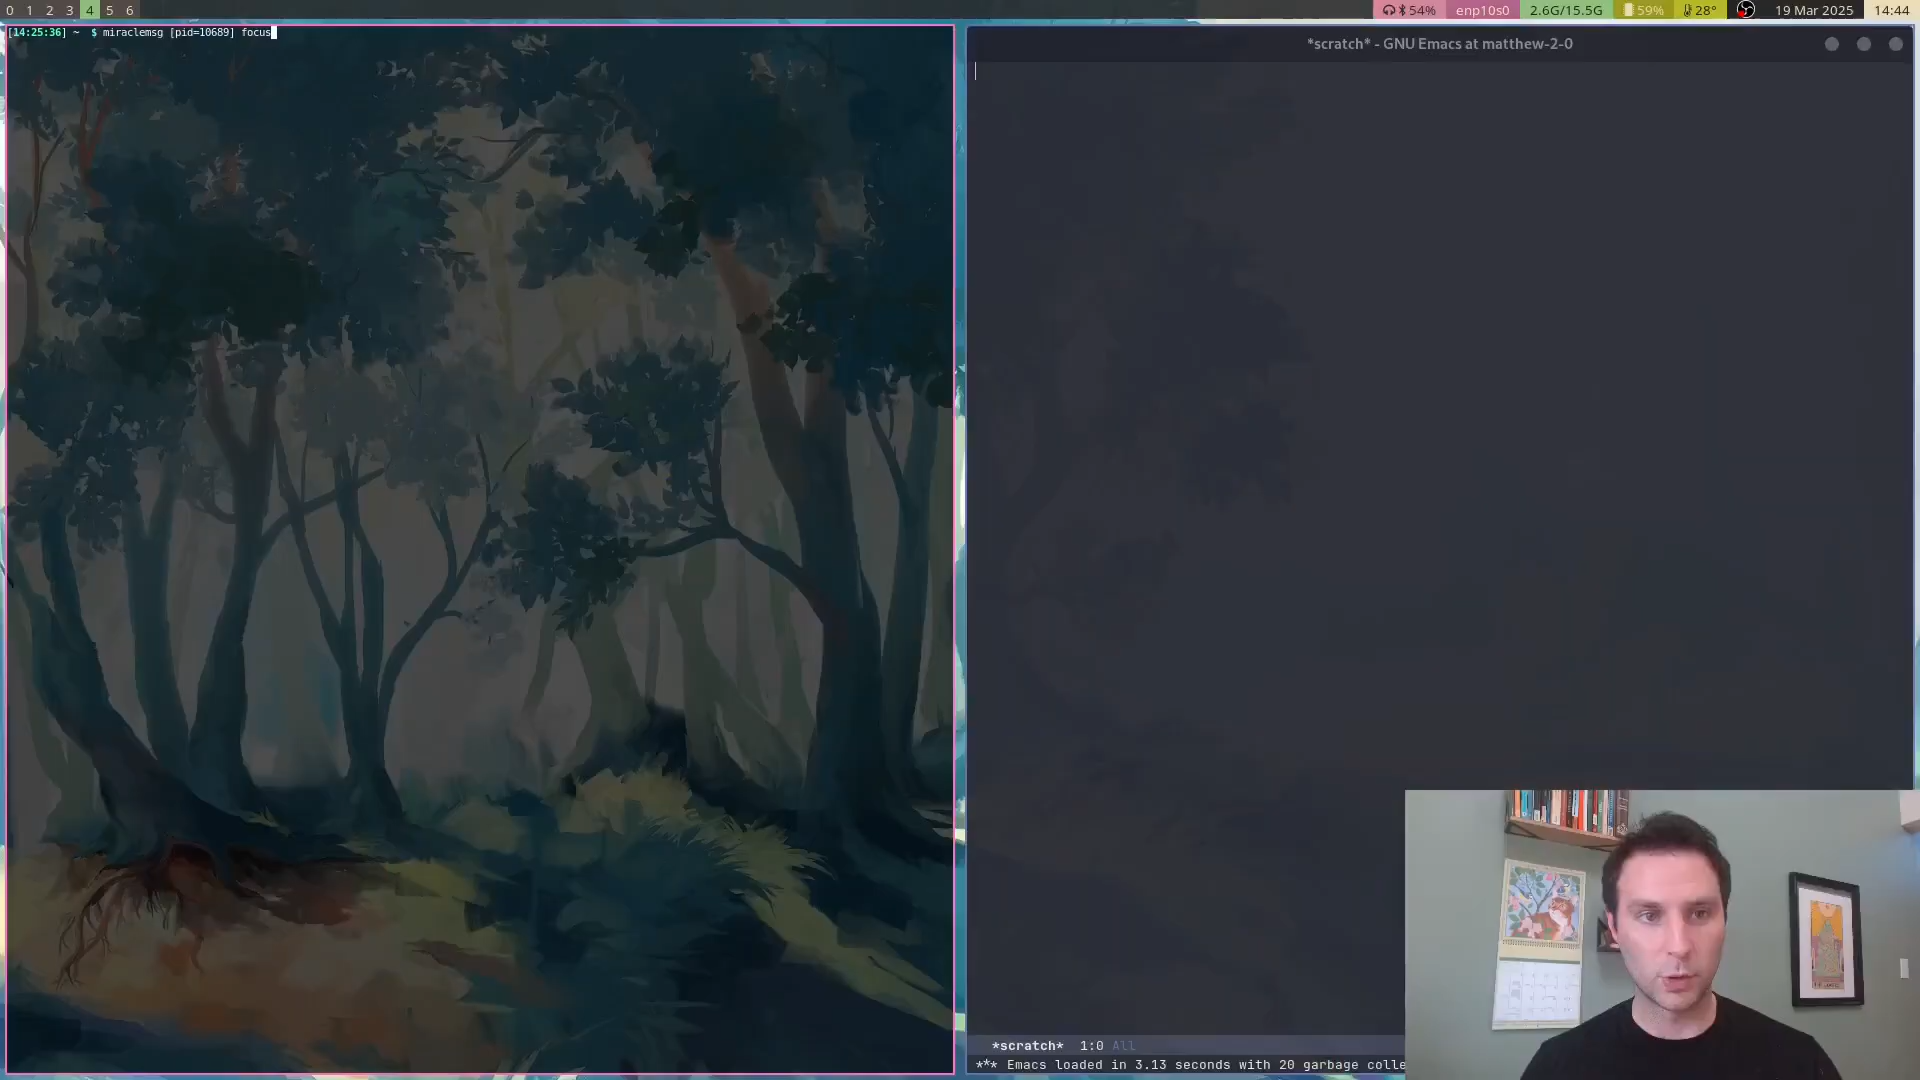 0 1 2 3 4 5 6
54% enp10s0 2.6G/15.5G 59% 28° 19 Mar 2025 14:44
[14:25:36] ~ $ miraclemsg [pid=10689] focus
*scratch* - GNU Emacs at matthew-2-0
*scratch* 1:0 All
*** Emacs loaded in 3.13 seconds with 20 garbage colle